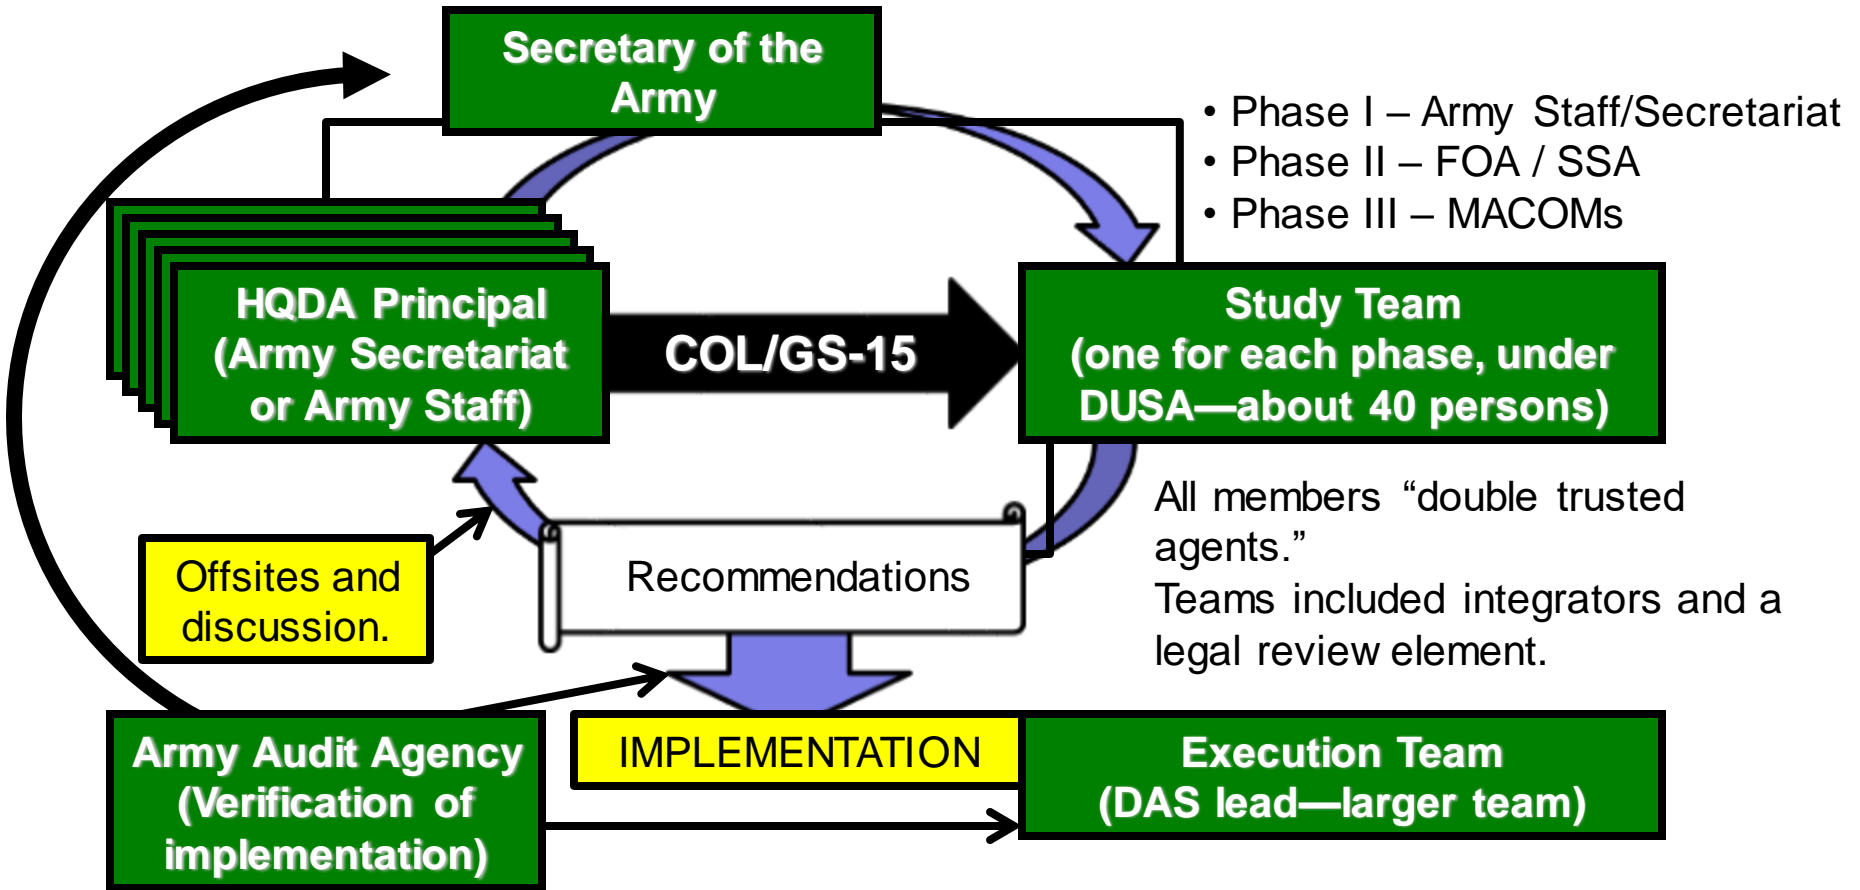 Secretary of the
Army
• Phase I – Army Staff/Secretariat
• Phase II – FOA / SSA
• Phase III – MACOMs
HQDA Principal
(Army Secretariat
or Army Staff)
COL/GS-15
Study Team
(one for each phase, under
DUSA—about 40 persons)
All members “double trusted
agents.”
Teams included integrators and a
legal review element.
Offsites and
discussion.
Recommendations
Army Audit Agency
(Verification of
implementation)
IMPLEMENTATION
Execution Team
(DAS lead—larger team)